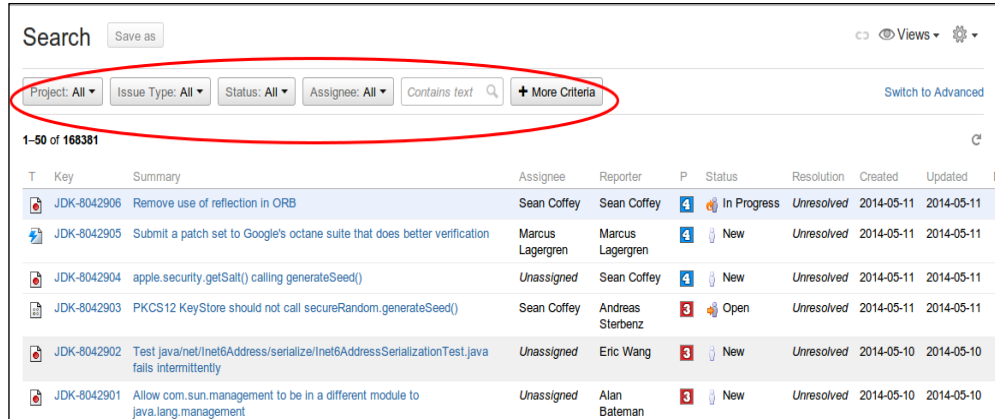 Search Save as Views
Project: All Issue Type: All Status: All Assignee: All Contains text + More Criteria Switch to Advanced
1–50 of 168381
T Key Summary Assignee Reporter P Status Resolution Created Updated
JDK-8042906 Remove use of reflection in ORB Sean Coffey Sean Coffey 4 In Progress Unresolved 2014-05-11 2014-05-11
JDK-8042905 Submit a patch set to Google's octane suite that does better verification Marcus Lagergren Marcus Lagergren 4 New Unresolved 2014-05-11 2014-05-11
JDK-8042904 apple.security.getSalt() calling generateSeed() Unassigned Sean Coffey 4 New Unresolved 2014-05-11 2014-05-11
JDK-8042903 PKCS12 KeyStore should not call secureRandom.generateSeed() Sean Coffey Andreas Sterbenz 3 Open Unresolved 2014-05-11 2014-05-11
JDK-8042902 Test java/net/Inet6Address/serialize/Inet6AddressSerializationTest.java fails intermittently Unassigned Eric Wang 3 New Unresolved 2014-05-10 2014-05-10
JDK-8042901 Allow com.sun.management to be in a different module to java.lang.management Unassigned Alan Bateman 3 New Unresolved 2014-05-10 2014-05-10